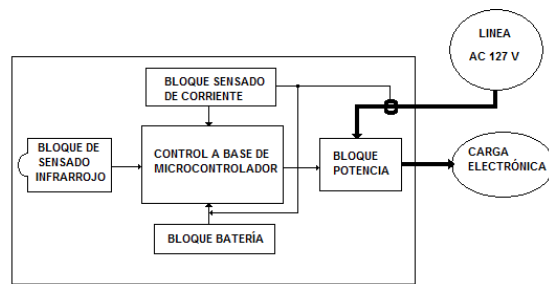 LINEA
AC 127 V
BLOQUE SENSADO
DE CORRIENTE
BLOQUE DE
SENSADO
INFRARROJO
CONTROL A BASE DE
MICROCONTROLADOR
BLOQUE
POTENCIA
CARGA
ELECTRÓNICA
BLOQUE BATERÍA